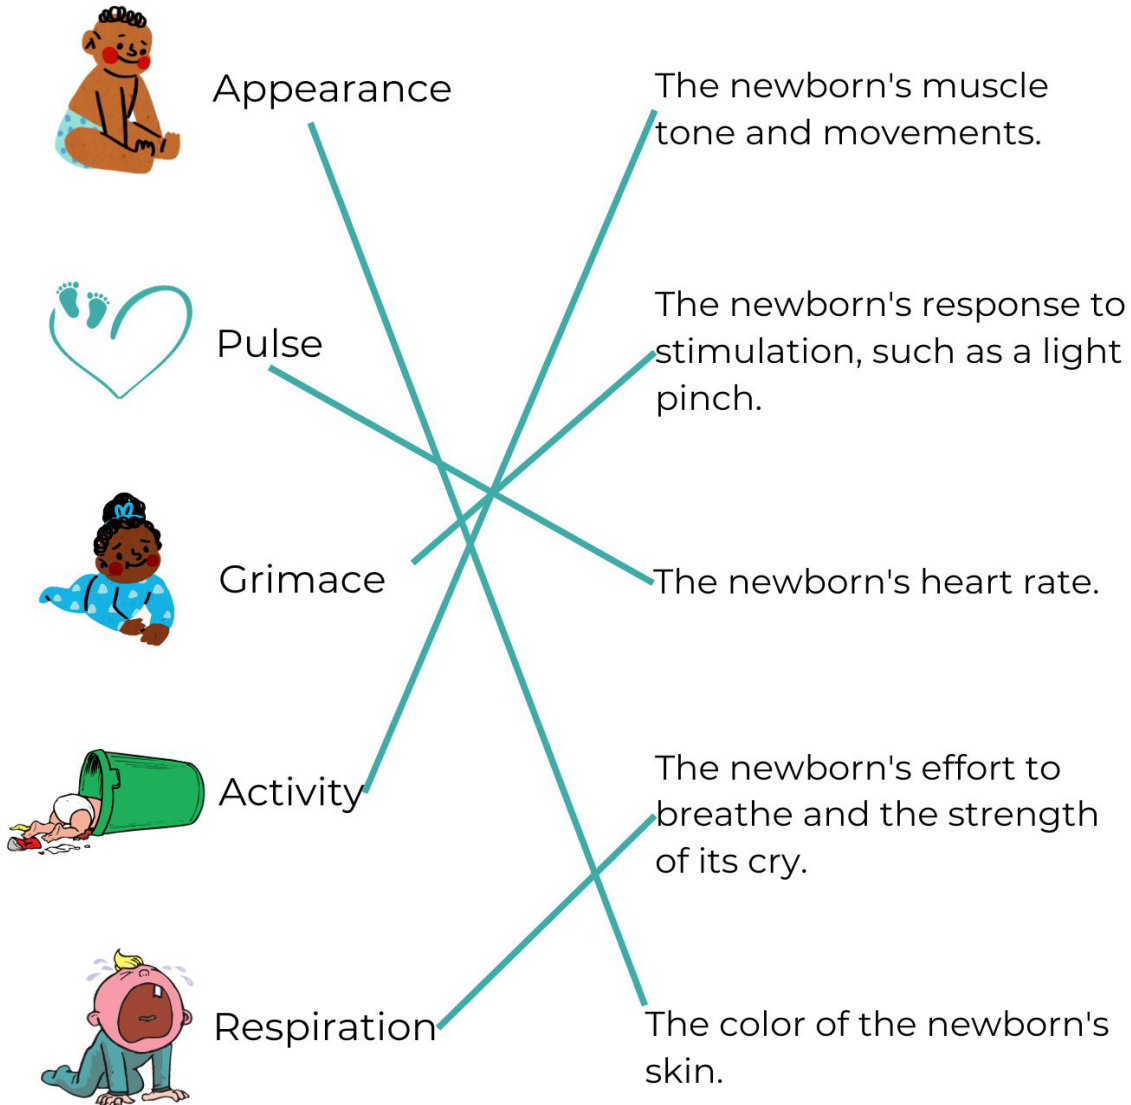 Appearance
The newborn's muscle
tone and movements.
Pulse
The newborn's response to
stimulation, such as a light
pinch.
Grimace
The newborn's heart rate.
Activity
The newborn's effort to
breathe and the strength
of its cry.
Respiration
The color of the newborn's
skin.